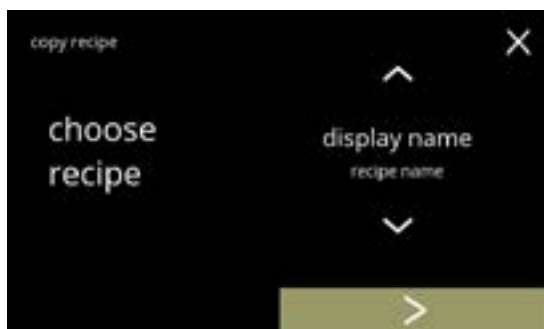 copy recipe
choose
recipe
display name
recipe name